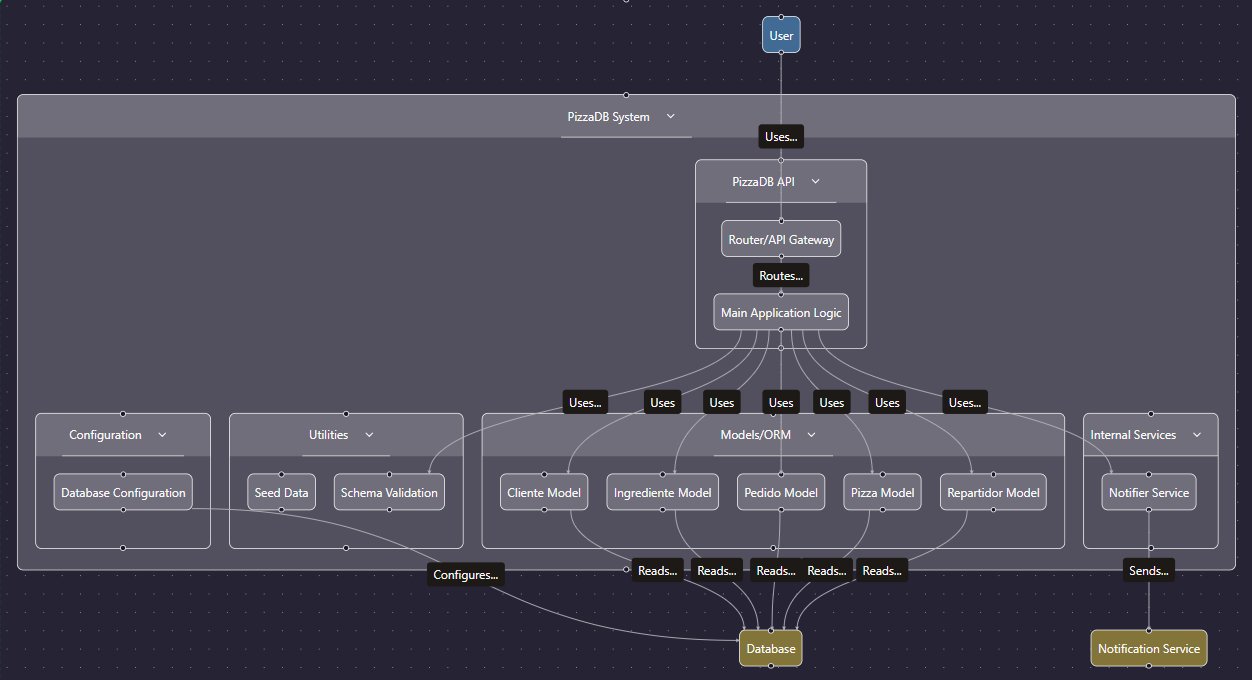 User
PizzaDB System
Uses...
PizzaDB API
Router/API Gateway
Routes...
Main Application Logic
Uses...
Uses
Uses
Uses
Uses
Uses
Uses...
Configuration
Utilities
Models/ORM
Internal Services
Database Configuration
Seed Data
Schema Validation
Cliente Model
Ingrediente Model
Pedido Model
Pizza Model
Repartidor Model
Notifier Service
Configures...
Reads...
Reads...
Reads...
Reads...
Reads...
Sends...
Database
Notification Service